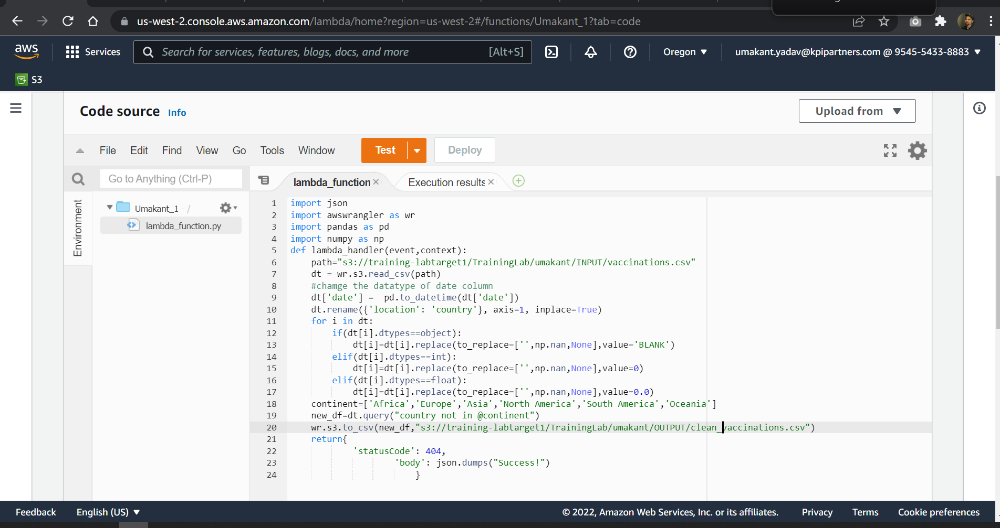 us-west-2.console.aws.amazon.com/lambda/home?region=us-west-2#/functions/Umakant_1?tab=code
aws
Services
Search for services, features, blogs, docs, and more
[Alt+S]
Oregon
umakant.yadav@kpipartners.com @ 9545-5433-8883
S3
Code source Info
Upload from
File Edit Find View Go Tools Window Test Deploy
Go to Anything (Ctrl-P)
lambda_function
Execution results
Environment
Umakant_1 - /
lambda_function.py
1 import json
2 import awswrangler as wr
3 import pandas as pd
4 import numpy as np
5 def lambda_handler(event,context):
6     path="s3://training-labtarget1/TrainingLab/umakant/INPUT/vaccinations.csv"
7     dt = wr.s3.read_csv(path)
8     #chamge the datatype of date column
9     dt['date'] =  pd.to_datetime(dt['date'])
10     dt.rename({'location': 'country'}, axis=1, inplace=True)
11     for i in dt:
12         if(dt[i].dtypes==object):
13             dt[i]=dt[i].replace(to_replace=['',np.nan,None],value='BLANK')
14         elif(dt[i].dtypes==int):
15             dt[i]=dt[i].replace(to_replace=['',np.nan,None],value=0)
16         elif(dt[i].dtypes==float):
17             dt[i]=dt[i].replace(to_replace=['',np.nan,None],value=0.0)
18     continent=['Africa','Europe','Asia','North America','South America','Oceania']
19     new_df=dt.query("country not in @continent")
20     wr.s3.to_csv(new_df,"s3://training-labtarget1/TrainingLab/umakant/OUTPUT/clean_vaccinations.csv")
21     return{
22             'statusCode': 404,
23                     'body': json.dumps("Success!")
24                         }
Feedback
English (US)
© 2022, Amazon Web Services, Inc. or its affiliates.
Privacy
Terms
Cookie preferences